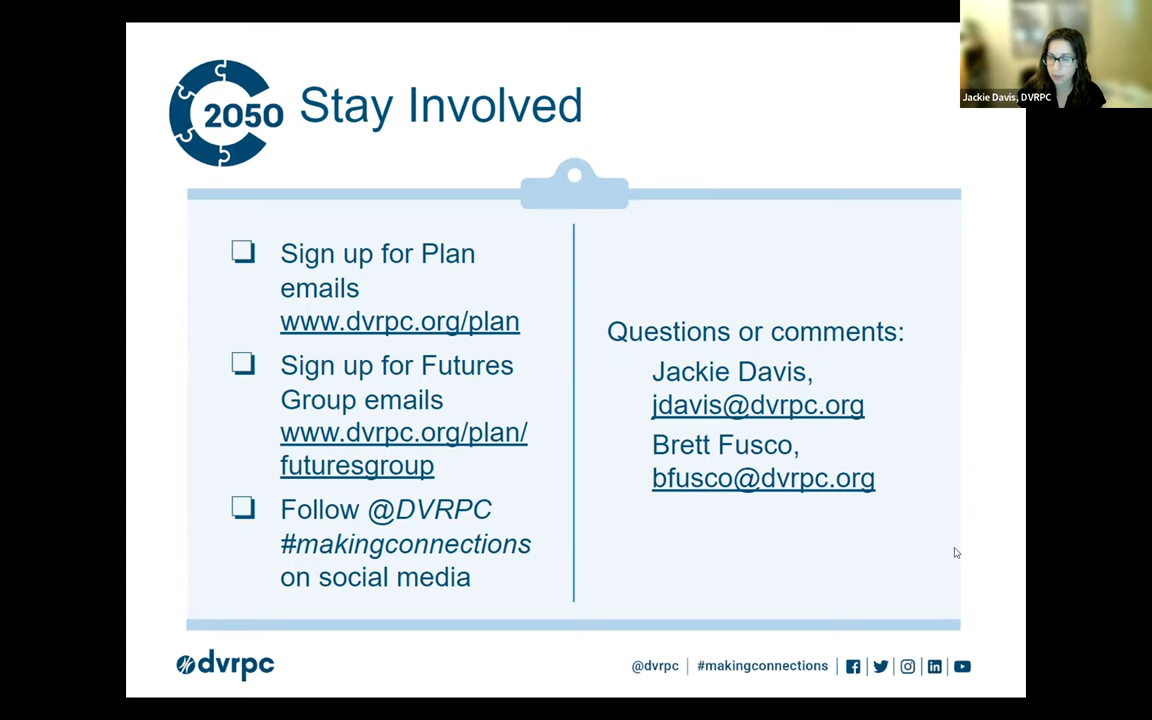 Jackie Davis, DVRPC
2050
Stay Involved
❏ Sign up for Plan
emails
www.dvrpc.org/plan
❏ Sign up for Futures
Group emails
www.dvrpc.org/plan/
futuresgroup
❏ Follow @DVRPC
#makingconnections
on social media
Questions or comments:
Jackie Davis,
jdavis@dvrpc.org
Brett Fusco,
bfusco@dvrpc.org
dvrpc
@dvrpc | #makingconnections